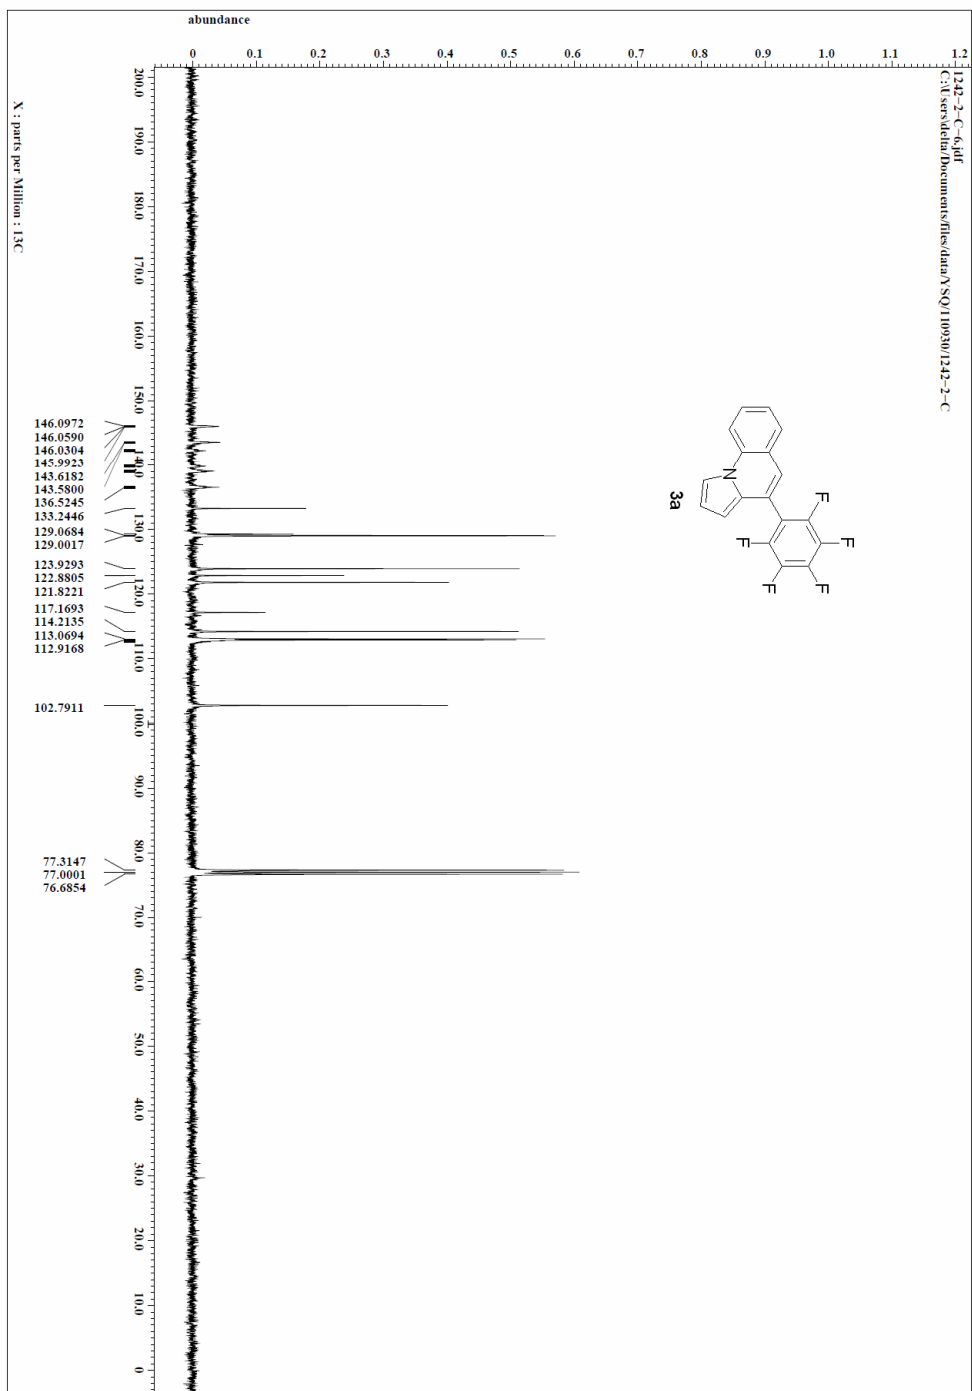 1242-2-C-6.jdf
C:\Users\delta/Documents/files/data/YSQ/110930/1242-2-C
abundance
0 0.1 0.2 0.3 0.4 0.5 0.6 0.7 0.8 0.9 1.0 1.1 1.2
F
F
F
F
F
N
3a
200.0 190.0 180.0 170.0 160.0 150.0 140.0 130.0 120.0 110.0 100.0 90.0 80.0 70.0 60.0 50.0 40.0 30.0 20.0 10.0 0
146.0972
146.0590
146.0304
145.9923
143.6182
143.5800
136.5245
133.2446
129.0684
129.0017
123.9293
122.8805
121.8221
117.1693
114.2135
113.0694
112.9168
102.7911
77.3147
77.0001
76.6854
X : parts per Million : 13C